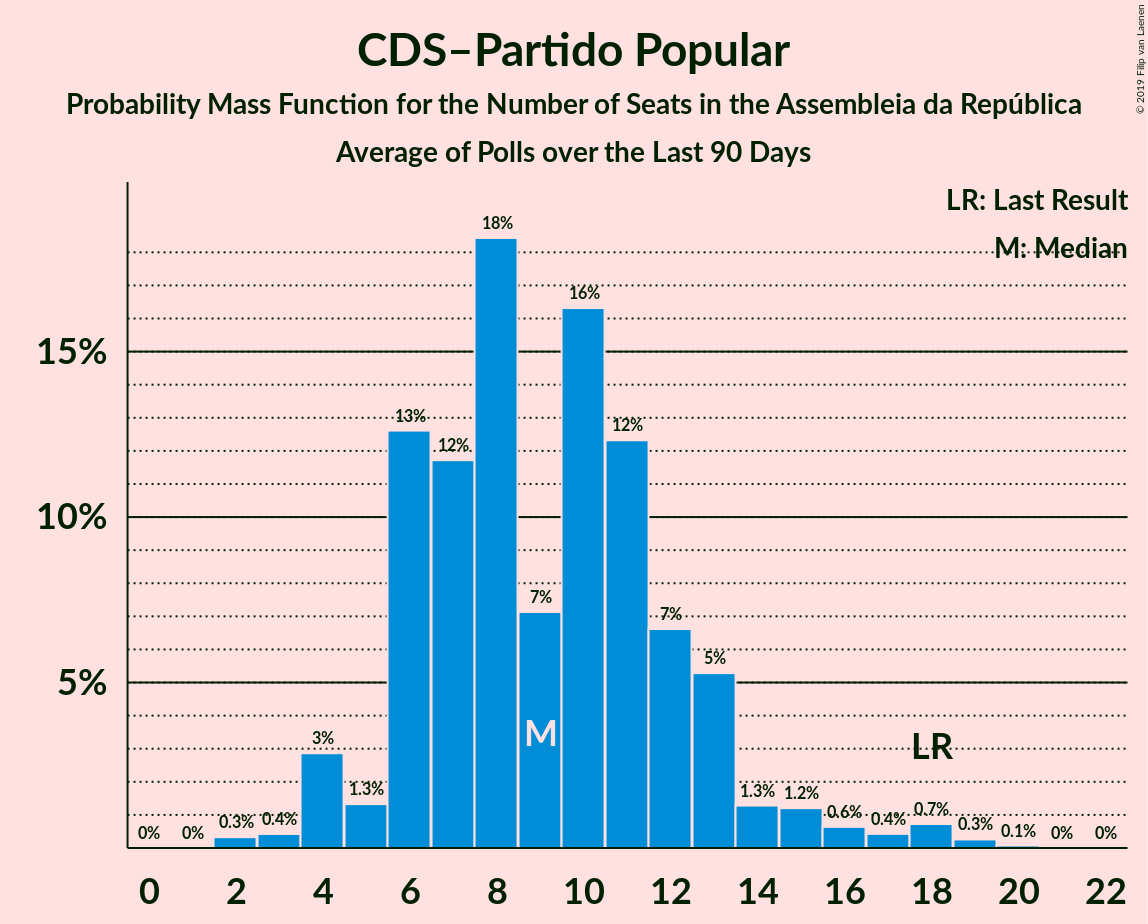 CDS–Partido Popular
Probability Mass Function for the Number of Seats in the Assembleia da República
Average of Polls over the Last 90 Days
© 2019 Filip van Laenen
LR: Last Result
M: Median
15%
10%
5%
0%
0%
0.3%
0.4%
3%
1.3%
13%
12%
18%
7%
16%
12%
7%
5%
1.3%
1.2%
0.6%
0.4%
0.7%
0.3%
0.1%
0%
0%
M
LR
0 2 4 6 8 10 12 14 16 18 20 22